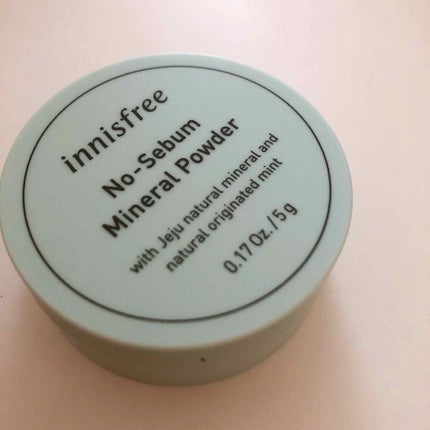 innisfree
No-Sebum
Mineral Powder
with Jeju natural mineral and
natural originated mint
0.17 Oz. / 5 g